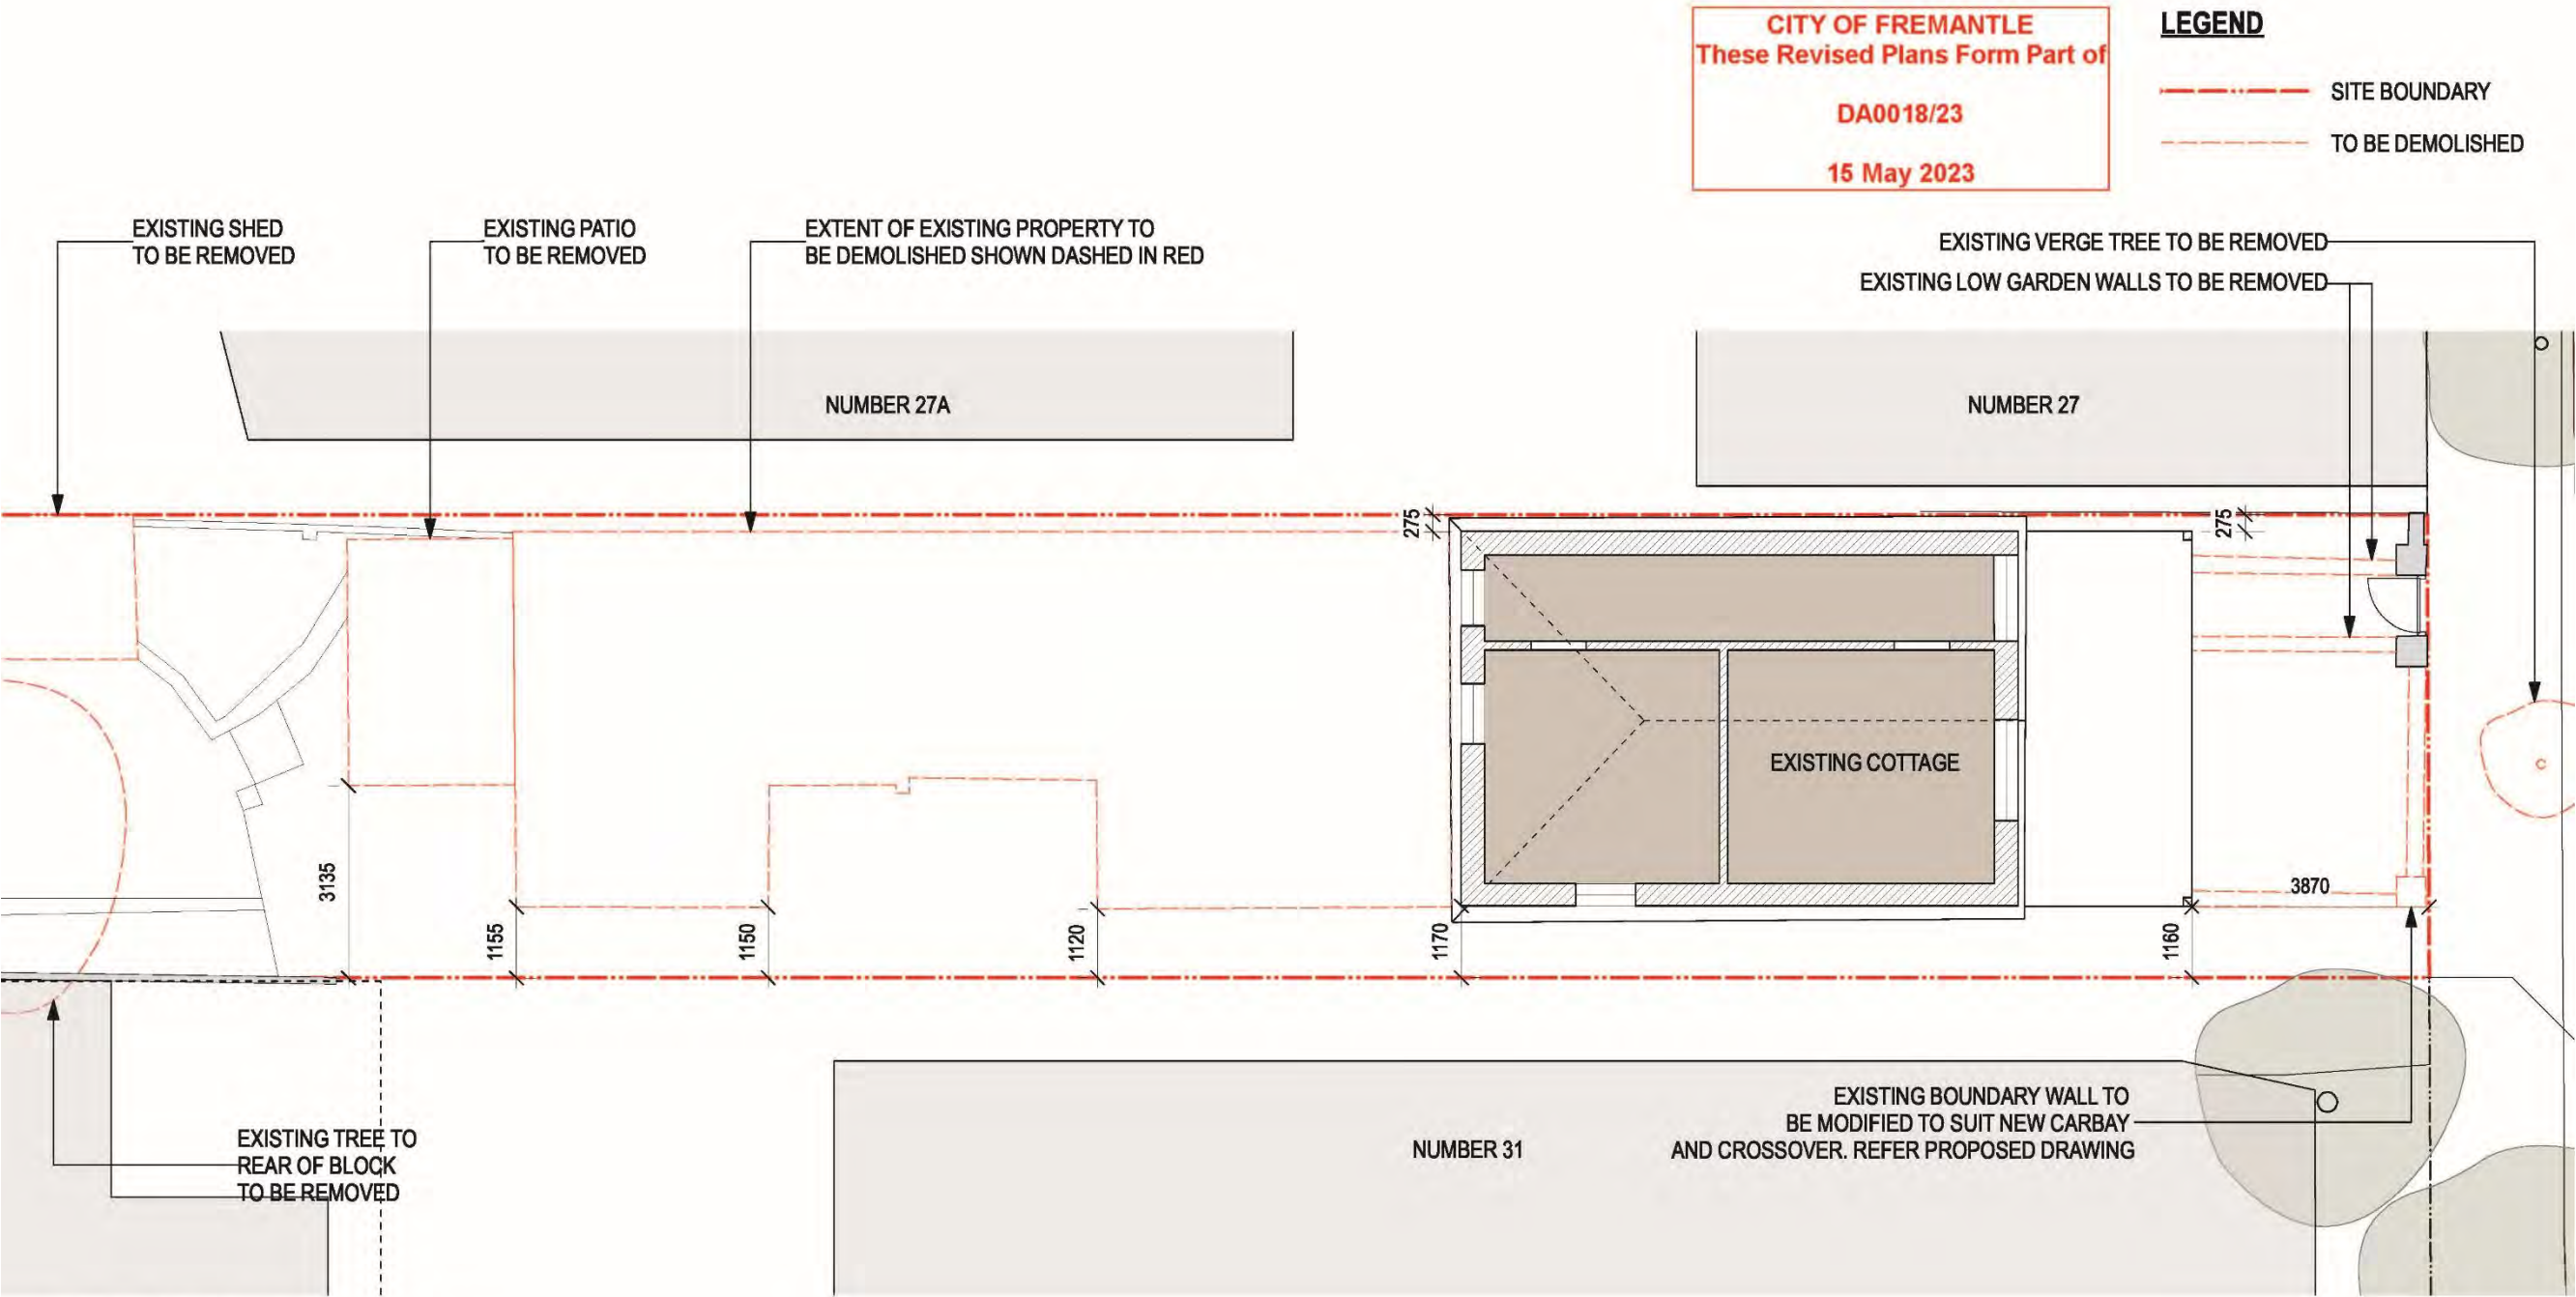 CITY OF FREMANTLE
These Revised Plans Form Part of
DA0018/23
15 May 2023
LEGEND
SITE BOUNDARY
TO BE DEMOLISHED
EXISTING SHED
TO BE REMOVED
EXISTING PATIO
TO BE REMOVED
EXTENT OF EXISTING PROPERTY TO
BE DEMOLISHED SHOWN DASHED IN RED
EXISTING VERGE TREE TO BE REMOVED
EXISTING LOW GARDEN WALLS TO BE REMOVED
NUMBER 27A
NUMBER 27
275
275
EXISTING COTTAGE
3135
3870
1155
1150
1120
1170
1160
EXISTING TREE TO
REAR OF BLOCK
TO BE REMOVED
NUMBER 31
EXISTING BOUNDARY WALL TO
BE MODIFIED TO SUIT NEW CARBAY
AND CROSSOVER. REFER PROPOSED DRAWING